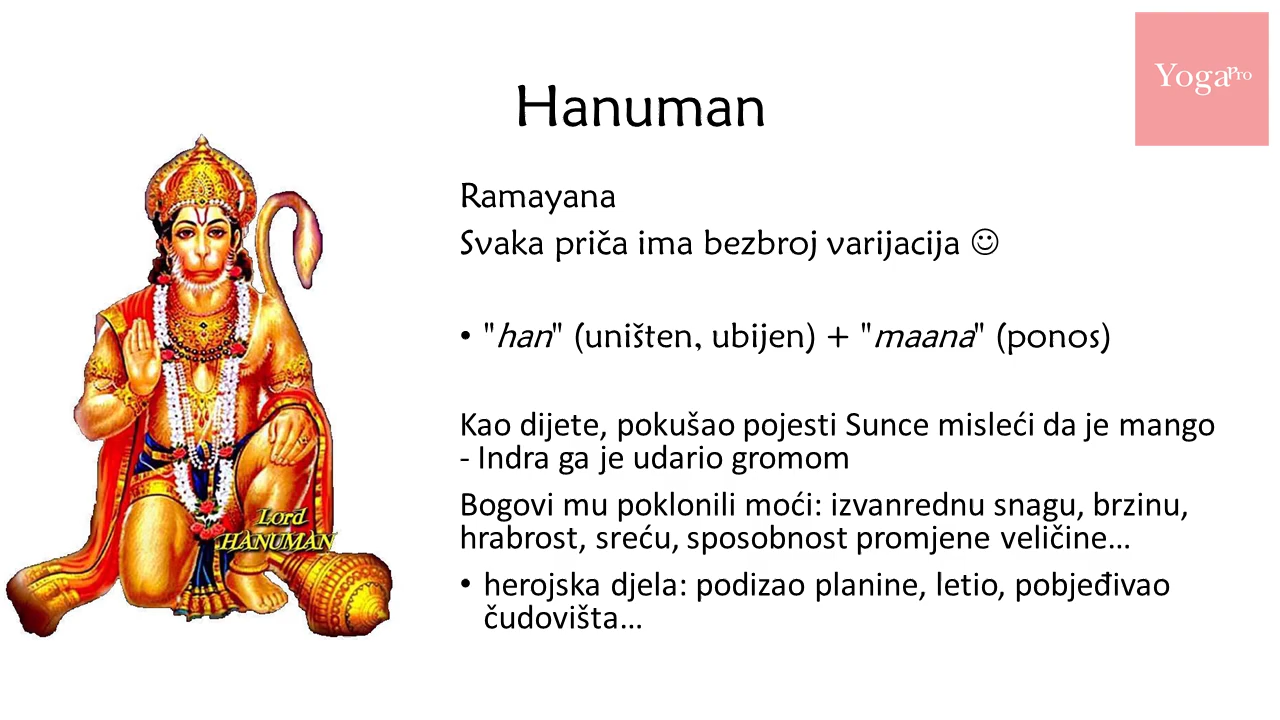 YogaPro
Hanuman
Ramayana
Svaka priča ima bezbroj varijacija ☺
• "han" (uništen, ubijen) + "maana" (ponos)
Kao dijete, pokušao pojesti Sunce misleći da je mango
- Indra ga je udario gromom
Bogovi mu poklonili moći: izvanrednu snagu, brzinu,
hrabrost, sreću, sposobnost promjene veličine…
• herojska djela: podizao planine, letio, pobjeđivao
čudovišta…
Lord
HANUMAN